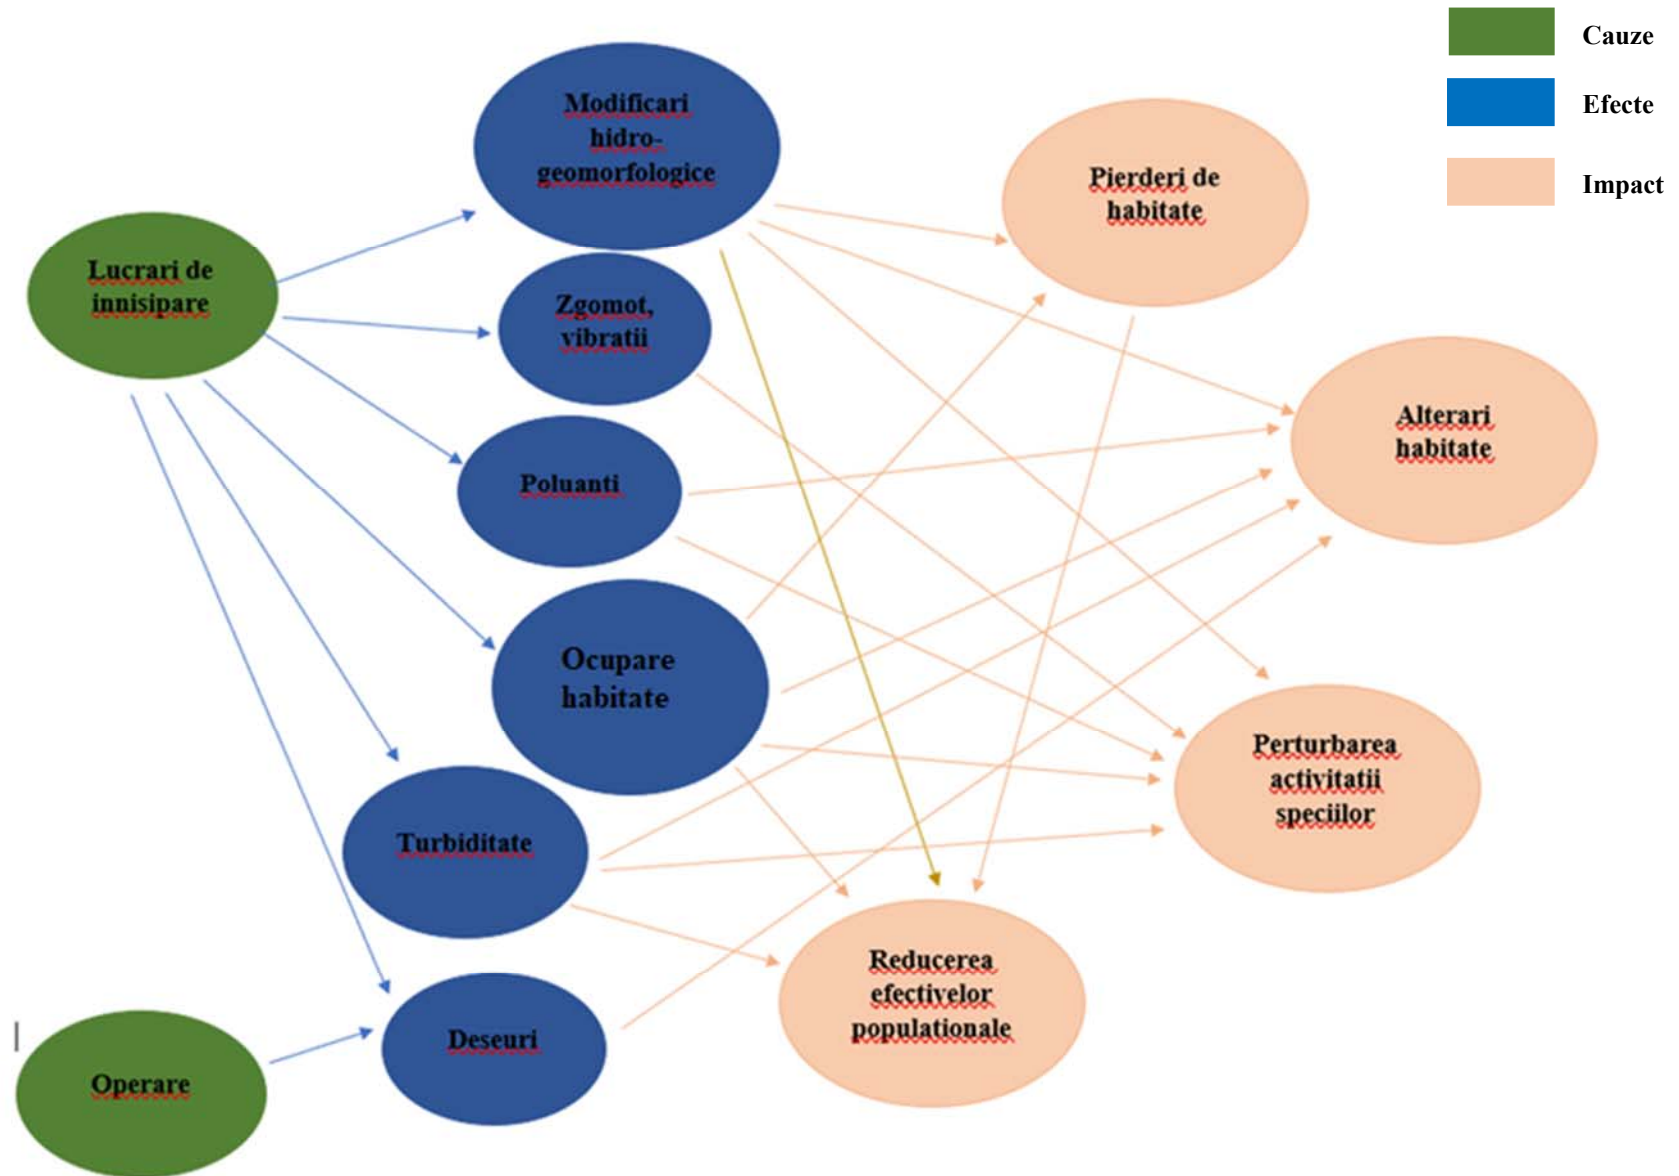 Cauze
Efecte
Impact
Modificari
hidro-
geomorfologice
Pierderi de
habitate
Lucrari de
innisipare
Zgomot,
vibratii
Alterari
habitate
Poluanti
Ocupare
habitate
Perturbarea
activitatii
speciilor
Turbiditate
Reducerea
efectivelor
populationale
Deseuri
Operare